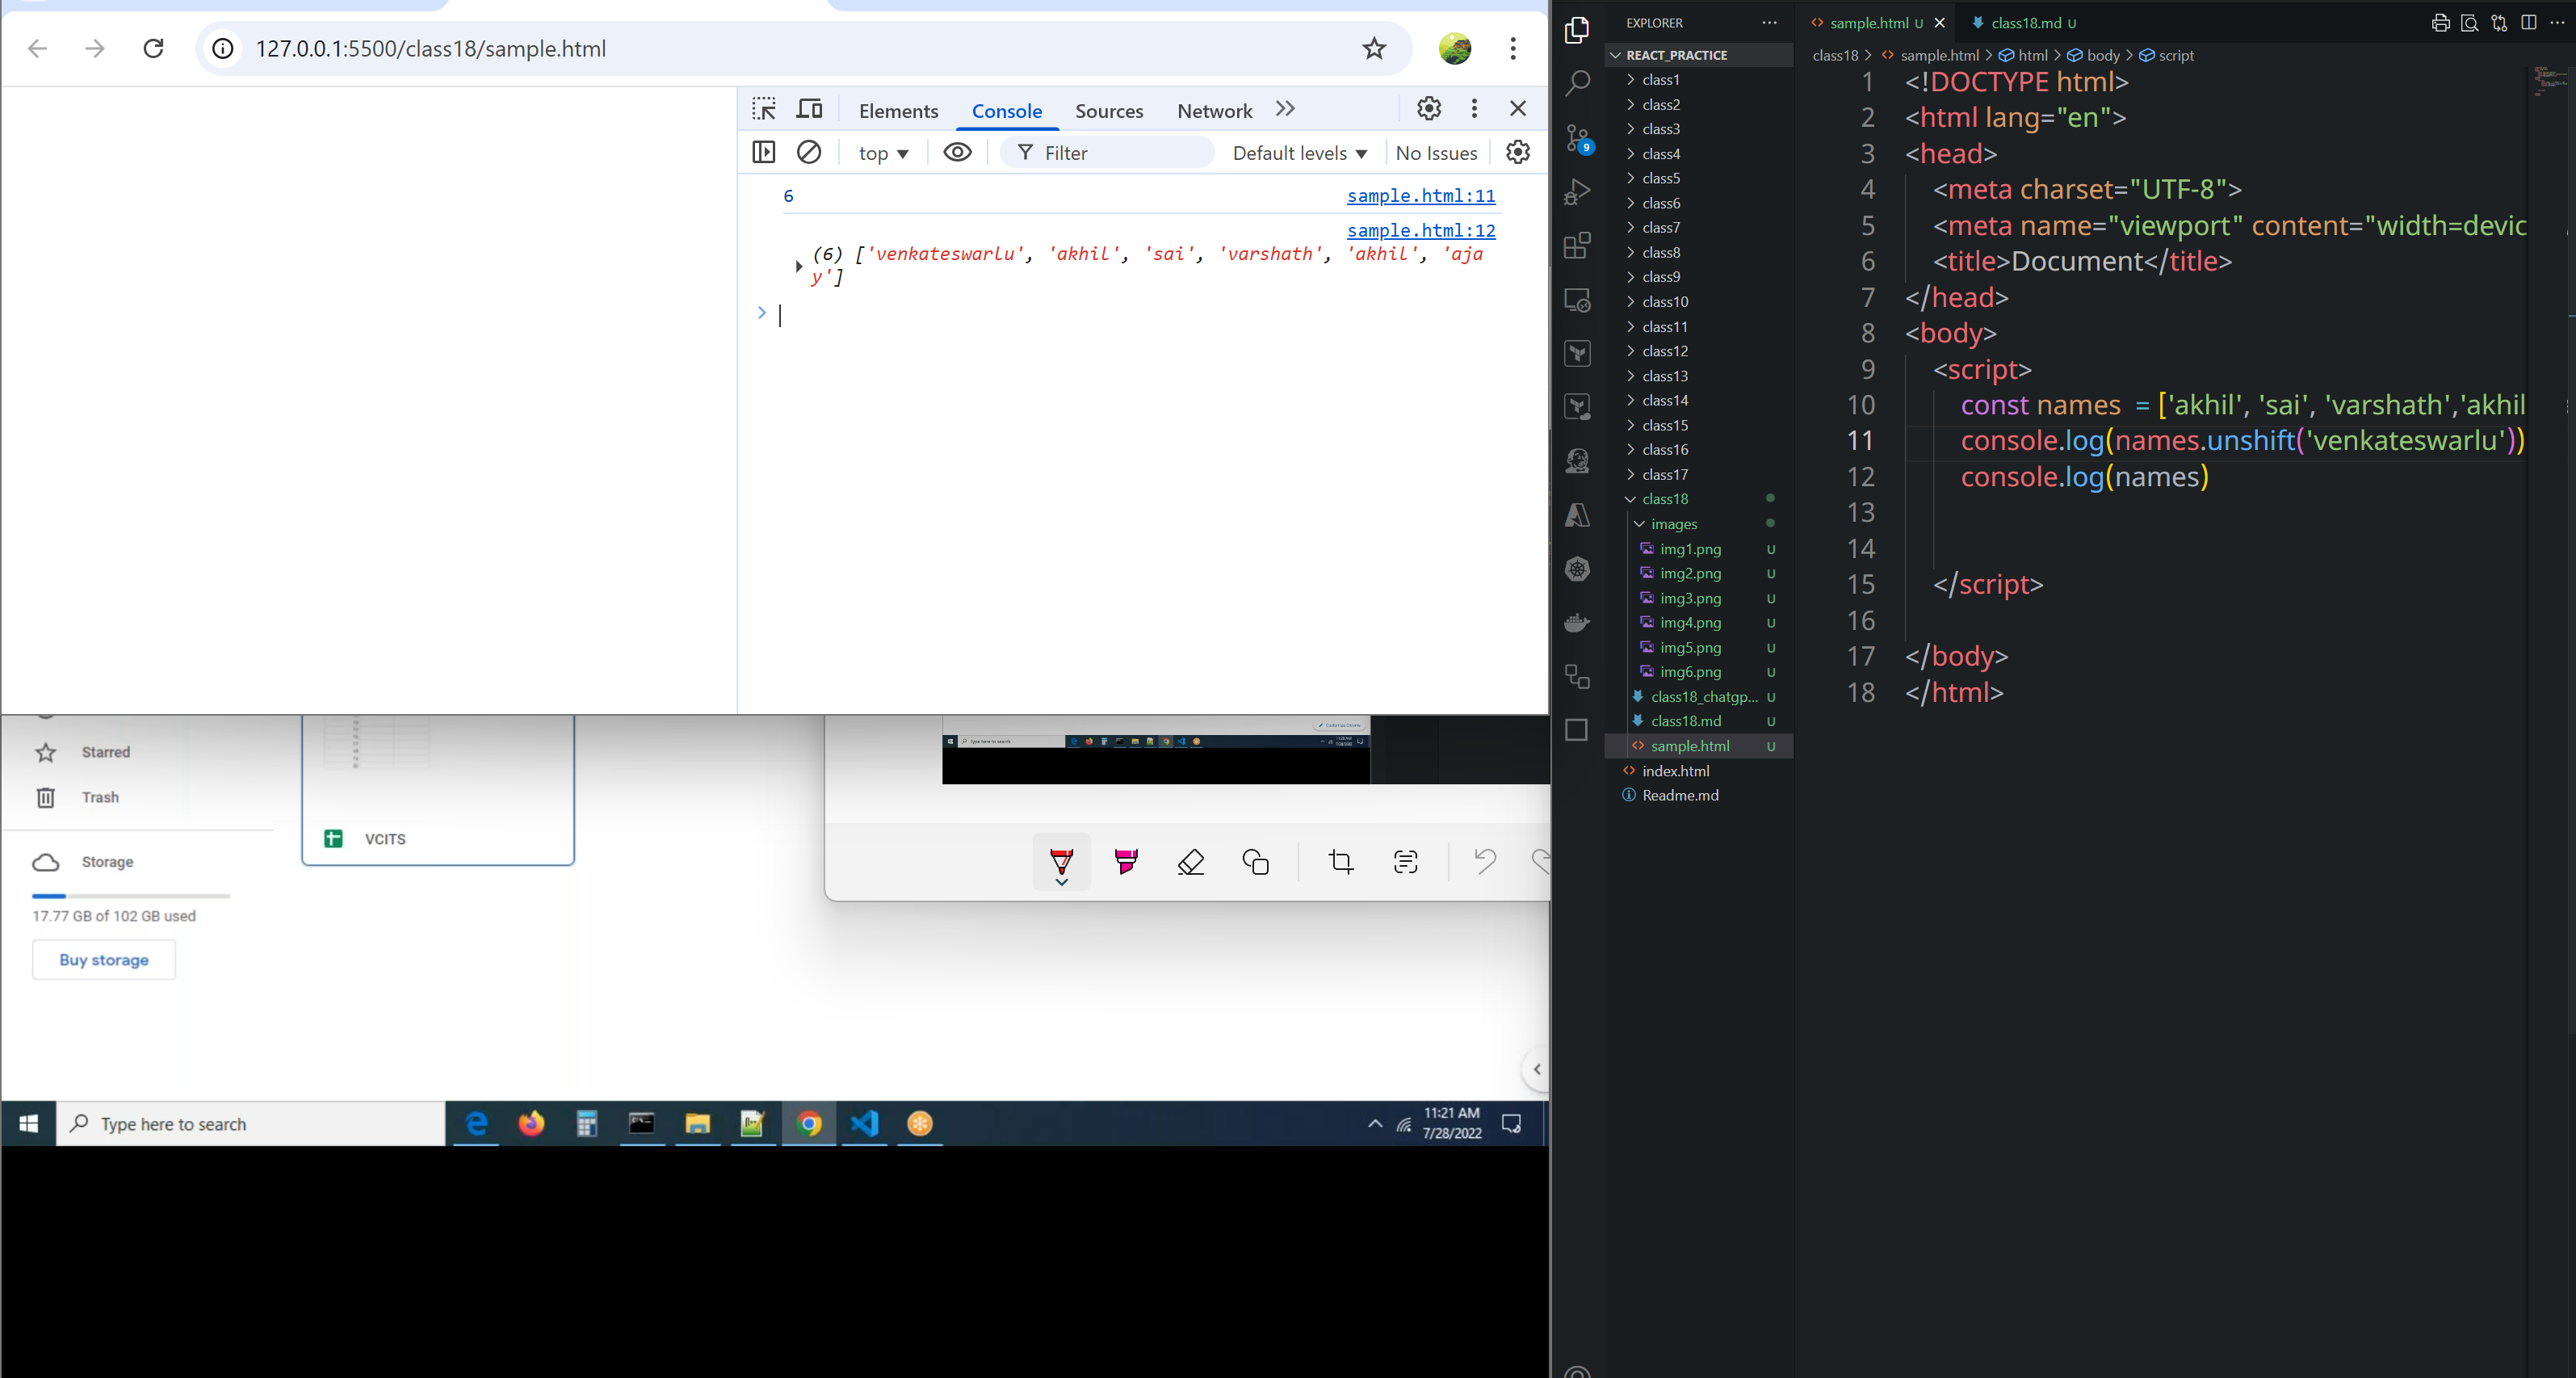 127.0.0.1:5500/class18/sample.html
Elements Console Sources Network
top Filter Default levels No Issues
6 sample.html:11
sample.html:12
(6) ['venkateswarlu', 'akhil', 'sai', 'varshath', 'akhil', 'aja
y']
Starred
Trash
VCITS
Storage
17.77 GB of 102 GB used
Buy storage
Customize Chrome
Type here to search
Type here to search
11:21 AM
7/28/2022
EXPLORER
REACT_PRACTICE
class1
class2
class3
class4
class5
class6
class7
class8
class9
class10
class11
class12
class13
class14
class15
class16
class17
class18
images
img1.png U
img2.png U
img3.png U
img4.png U
img5.png U
img6.png U
class18_chatgp... U
class18.md U
sample.html U
index.html
Readme.md
9
sample.html U class18.md U
class18 > sample.html > html > body > script
1 <!DOCTYPE html>
2 <html lang="en">
3 <head>
4 <meta charset="UTF-8">
5 <meta name="viewport" content="width=devic
6 <title>Document</title>
7 </head>
8 <body>
9 <script>
10 const names = ['akhil', 'sai', 'varshath','akhil
11 console.log(names.unshift('venkateswarlu'))
12 console.log(names)
13
14
15 </script>
16
17 </body>
18 </html>